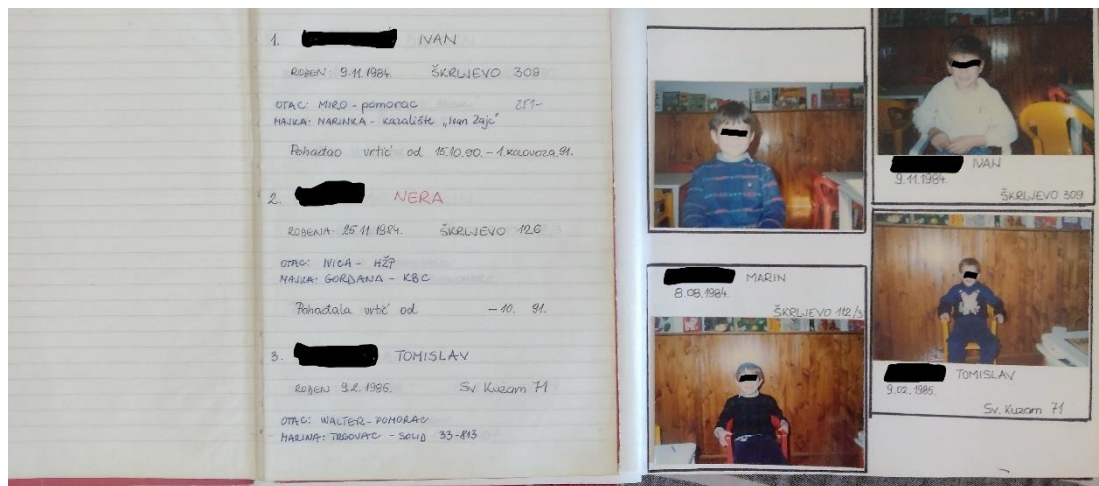 1. IVAN
ROĐEN: 9.11.1984. ŠKRLJEVO 309
OTAC: MIRO - pomorac 251-
MAJKA: MARINKA - kazalište "Ivan Zajc"
Pohađao vrtić od 15.10.90. - 1. kolovoza, 91.
2. NERA
ROĐENA: 25.11.1984. ŠKRLJEVO 126
OTAC: IVICA - HŽP
MAJKA: GORDANA - KBC
Pohađala vrtić od - 10. 91.
3. TOMISLAV
ROĐEN 9.2.1985. Sv. Kuzam 71
OTAC: WALTER - POMORAC
MARINA: TRGOVAC - SOLID 33-813
IVAN
9.11.1984.
ŠKRLJEVO 309
MARIN
8.08.1984.
ŠKRLJEVO 112/3
TOMISLAV
9.02.1985.
Sv. Kuzam 71